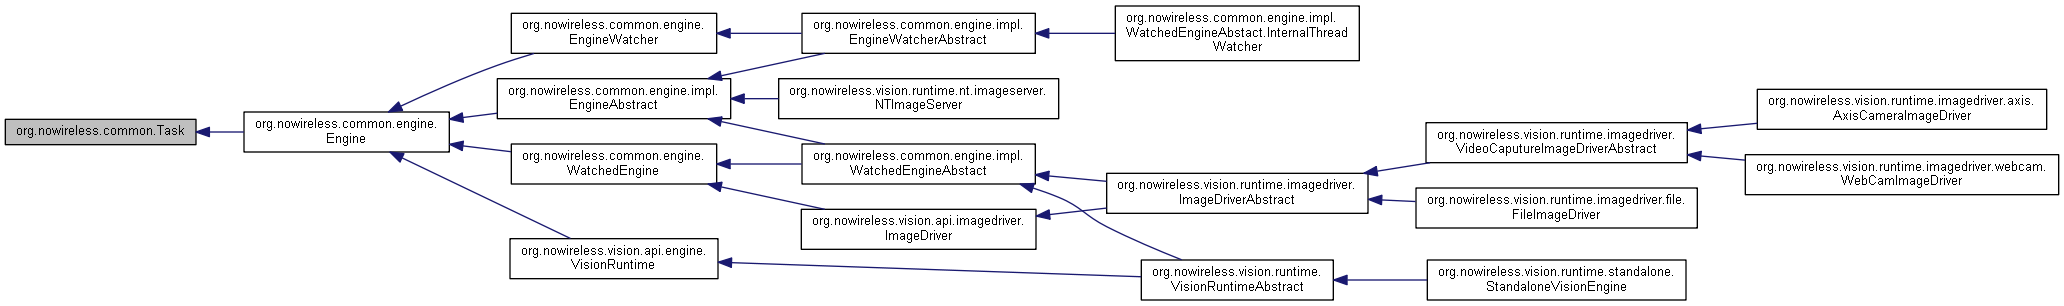 org.nowireless.common.Task
org.nowireless.common.engine.
Engine
org.nowireless.common.engine.
EngineWatcher
org.nowireless.common.engine.impl.
EngineAbstract
org.nowireless.common.engine.
WatchedEngine
org.nowireless.vision.api.engine.
VisionRuntime
org.nowireless.common.engine.impl.
EngineWatcherAbstract
org.nowireless.vision.runtime.nt.imageserver.
NTImageServer
org.nowireless.common.engine.impl.
WatchedEngineAbstact
org.nowireless.vision.api.imagedriver.
ImageDriver
org.nowireless.common.engine.impl.
WatchedEngineAbstact.InternalThread
Watcher
org.nowireless.vision.runtime.imagedriver.
ImageDriverAbstract
org.nowireless.vision.runtime.
VisionRuntimeAbstract
org.nowireless.vision.runtime.imagedriver.
VideoCaputureImageDriverAbstract
org.nowireless.vision.runtime.imagedriver.file.
FileImageDriver
org.nowireless.vision.runtime.standalone.
StandaloneVisionEngine
org.nowireless.vision.runtime.imagedriver.axis.
AxisCameraImageDriver
org.nowireless.vision.runtime.imagedriver.webcam.
WebCamImageDriver